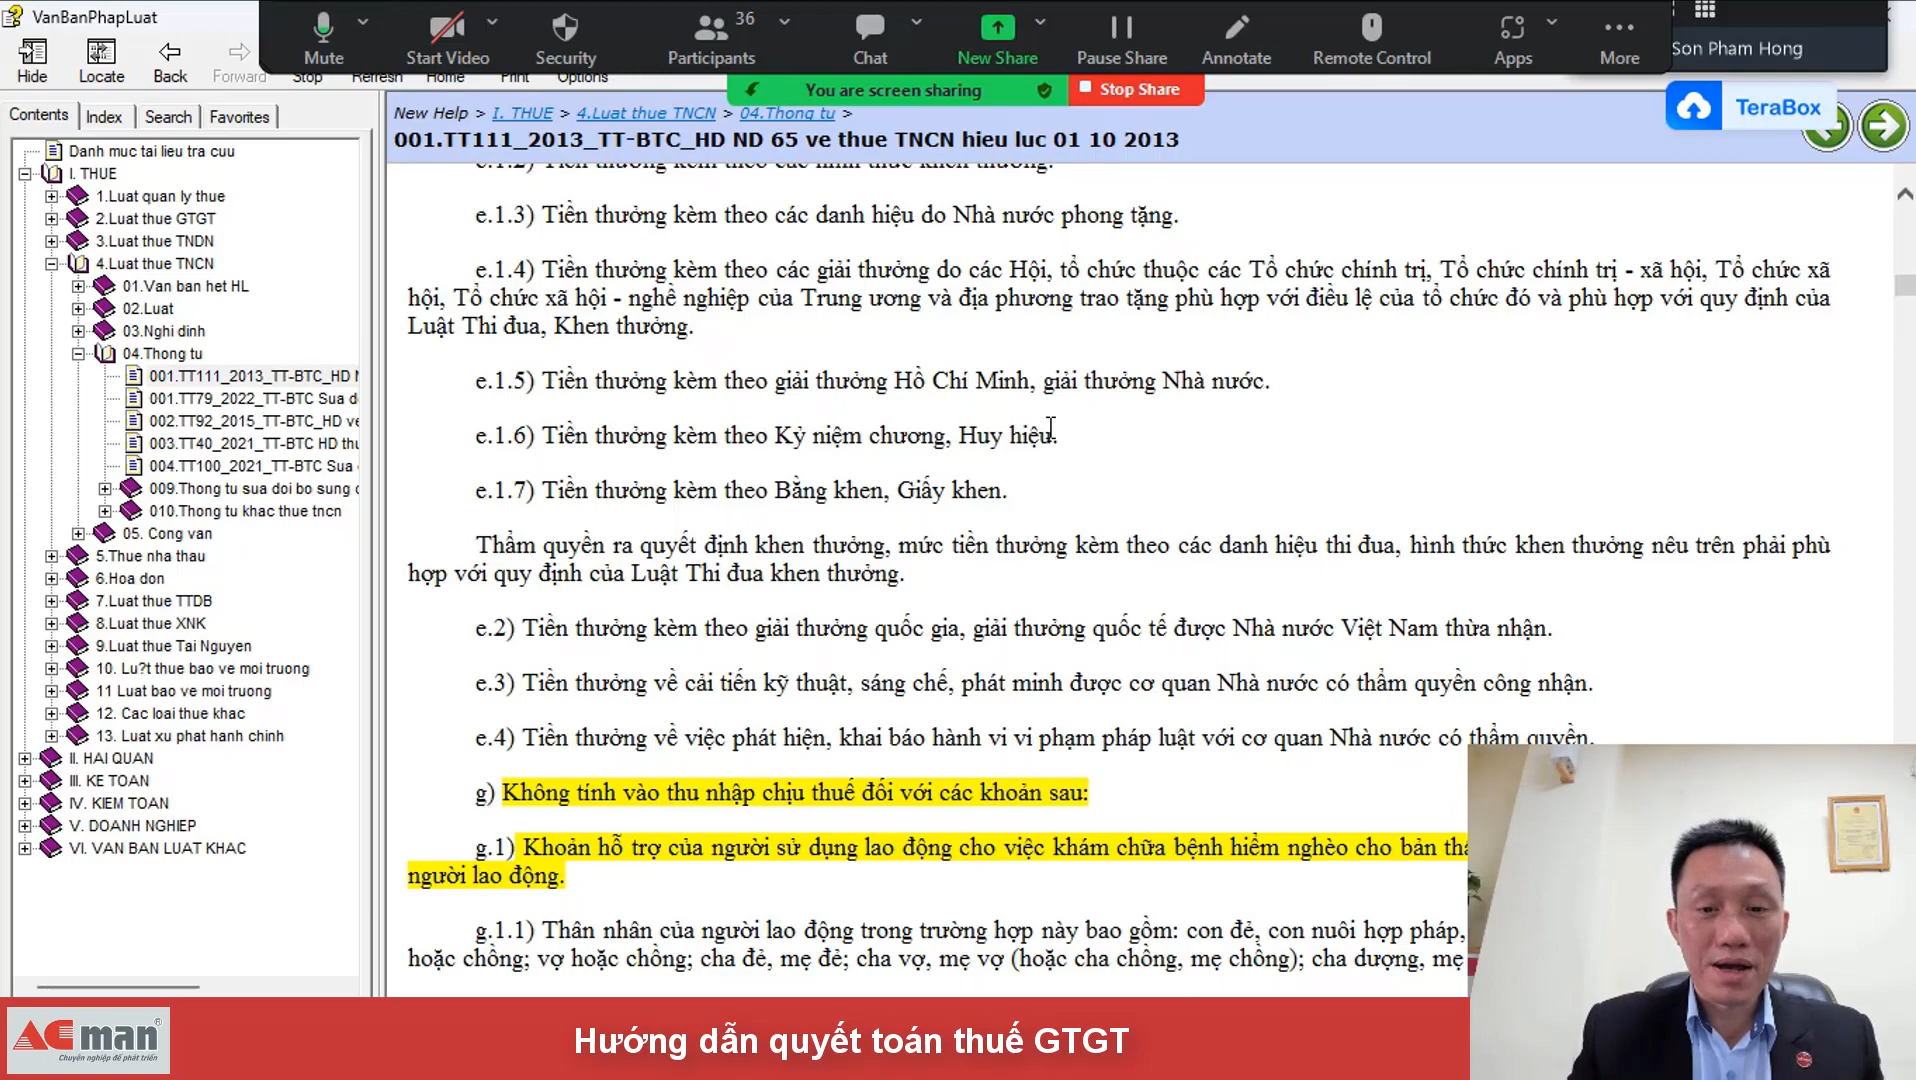 VanBanPhapLuat
Hide
Locate
Back
Forward
Stop
Refresh
Home
Print
Options
Mute
Start Video
Security
Participants
36
Chat
New Share
Pause Share
Annotate
Remote Control
Apps
More
Son Pham Hong
You are screen sharing
Stop Share
TeraBox
Contents
Index
Search
Favorites
Danh muc tai lieu tra cuu
I. THUE
1.Luat quan ly thue
2.Luat thue GTGT
3.Luat thue TNDN
4.Luat thue TNCN
01.Van ban het HL
02.Luat
03.Nghi dinh
04.Thong tu
001.TT111_2013_TT-BTC_HD N
001.TT79_2022_TT-BTC Sua do
002.TT92_2015_TT-BTC_HD ve
003.TT40_2021_TT-BTC HD thu
004.TT100_2021_TT-BTC Sua
009.Thong tu sua doi bo sung c
010.Thong tu khac thue tncn
05. Cong van
5.Thue nha thau
6.Hoa don
7.Luat thue TTDB
8.Luat thue XNK
9.Luat thue Tai Nguyen
10. Lu?t thue bao ve moi truong
11 Luat bao ve moi truong
12. Cac loai thue khac
13. Luat xu phat hanh chinh
II. HAI QUAN
III. KE TOAN
IV. KIEM TOAN
V. DOANH NGHIEP
VI. VAN BAN LUAT KHAC
New Help > I. THUE > 4.Luat thue TNCN > 04.Thong tu >
001.TT111_2013_TT-BTC_HD ND 65 ve thue TNCN hieu luc 01 10 2013
e.1.2) Tiền thưởng kèm theo các hình thức khen thưởng.
e.1.3) Tiền thưởng kèm theo các danh hiệu do Nhà nước phong tặng.
e.1.4) Tiền thưởng kèm theo các giải thưởng do các Hội, tổ chức thuộc các Tổ chức chính trị, Tổ chức chính trị - xã hội, Tổ chức xã
hội, Tổ chức xã hội - nghề nghiệp của Trung ương và địa phương trao tặng phù hợp với điều lệ của tổ chức đó và phù hợp với quy định của
Luật Thi đua, Khen thưởng.
e.1.5) Tiền thưởng kèm theo giải thưởng Hồ Chí Minh, giải thưởng Nhà nước.
e.1.6) Tiền thưởng kèm theo Kỷ niệm chương, Huy hiệu.
e.1.7) Tiền thưởng kèm theo Bằng khen, Giấy khen.
Thẩm quyền ra quyết định khen thưởng, mức tiền thưởng kèm theo các danh hiệu thi đua, hình thức khen thưởng nêu trên phải phù
hợp với quy định của Luật Thi đua khen thưởng.
e.2) Tiền thưởng kèm theo giải thưởng quốc gia, giải thưởng quốc tế được Nhà nước Việt Nam thừa nhận.
e.3) Tiền thưởng về cải tiến kỹ thuật, sáng chế, phát minh được cơ quan Nhà nước có thẩm quyền công nhận.
e.4) Tiền thưởng về việc phát hiện, khai báo hành vi vi phạm pháp luật với cơ quan Nhà nước có thẩm quyền.
g) Không tính vào thu nhập chịu thuế đối với các khoản sau:
g.1) Khoản hỗ trợ của người sử dụng lao động cho việc khám chữa bệnh hiểm nghèo cho bản thâ
người lao động.
g.1.1) Thân nhân của người lao động trong trường hợp này bao gồm: con đẻ, con nuôi hợp pháp,
hoặc chồng; vợ hoặc chồng; cha đẻ, mẹ đẻ; cha vợ, mẹ vợ (hoặc cha chồng, mẹ chồng); cha dượng, mẹ
ACman®
Chuyên nghiệp để phát triển
Hướng dẫn quyết toán thuế GTGT